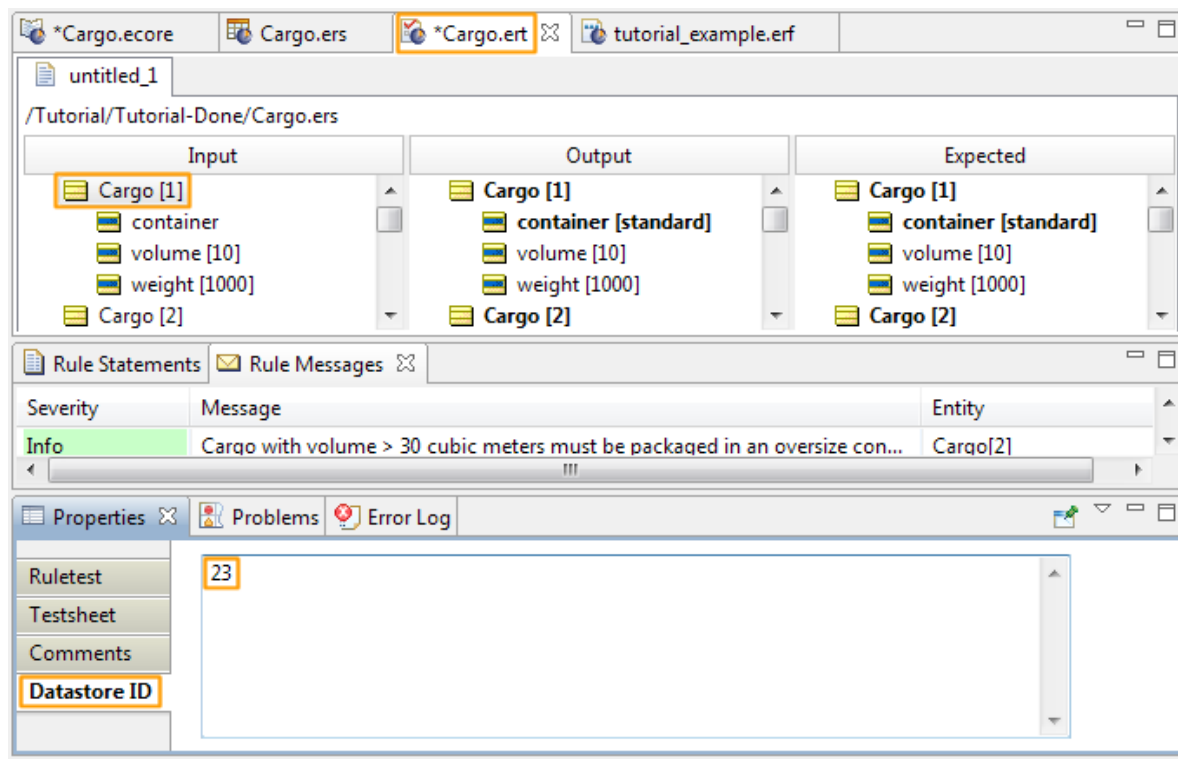 *Cargo.ecore Cargo.ers *Cargo.ert tutorial_example.erf
untitled_1
/Tutorial/Tutorial-Done/Cargo.ers
Input Output Expected
Cargo [1] Cargo [1] Cargo [1]
container container [standard] container [standard]
volume [10] volume [10] volume [10]
weight [1000] weight [1000] weight [1000]
Cargo [2] Cargo [2] Cargo [2]
Rule Statements Rule Messages
Severity Message Entity
Info Cargo with volume > 30 cubic meters must be packaged in an oversize con... Cargo[2]
Properties Problems Error Log
23
Ruletest
Testsheet
Comments
Datastore ID